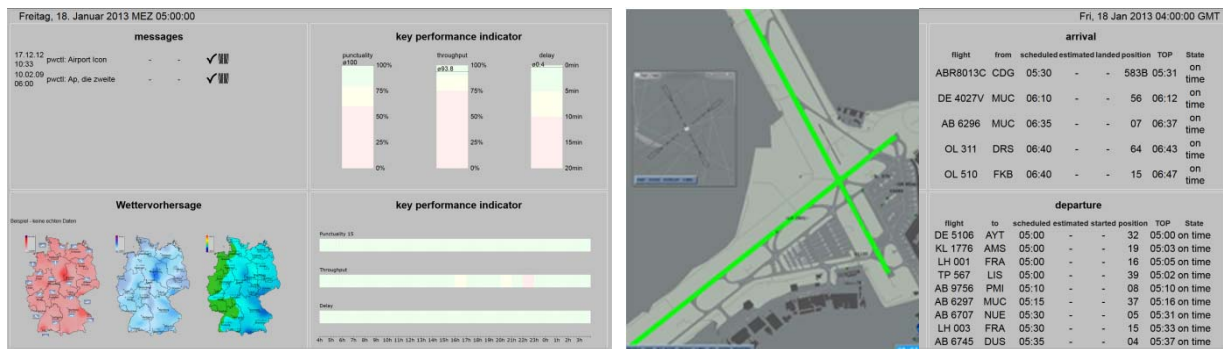 Freitag, 18. Januar 2013 MEZ 05:00:00
messages
17.12.12 10:33 pwctl: Airport Icon - -
10.02.09 06:00 pwctl: Ap, die zweite - -
key performance indicator
punctuality throughput delay
ø100 100% ø93.8 100% ø0.4 0min
75% 75% 5min
50% 50% 10min
25% 25% 15min
0% 0% 20min
Wettervorhersage
Beispiel - keine echten Daten
key performance indicator
Punctuality 15
Throughput
Delay
4h 5h 6h 7h 8h 9h 10h 11h 12h 13h 14h 15h 16h 17h 18h 19h 20h 21h 22h 23h 0h 1h 2h 3h
Fri, 18 Jan 2013 04:00:00 GMT
arrival
flight from scheduled estimated landed position TOP State
ABR8013C CDG 05:30 - - 583B 05:31 on time
DE 4027V MUC 06:10 - - 56 06:12 on time
AB 6296 MUC 06:35 - - 07 06:37 on time
OL 311 DRS 06:40 - - 64 06:43 on time
OL 510 FKB 06:40 - - 15 06:47 on time
departure
flight to scheduled estimated started position TOP State
DE 5106 AYT 05:00 - - 32 05:00 on time
KL 1776 AMS 05:00 - - 19 05:03 on time
LH 001 FRA 05:00 - - 16 05:05 on time
TP 567 LIS 05:00 - - 39 05:02 on time
AB 9756 PMI 05:10 - - 08 05:10 on time
AB 6297 MUC 05:15 - - 37 05:16 on time
AB 6707 NUE 05:30 - - 05 05:31 on time
LH 003 FRA 05:30 - - 15 05:33 on time
AB 6745 DUS 05:35 - - 04 05:37 on time